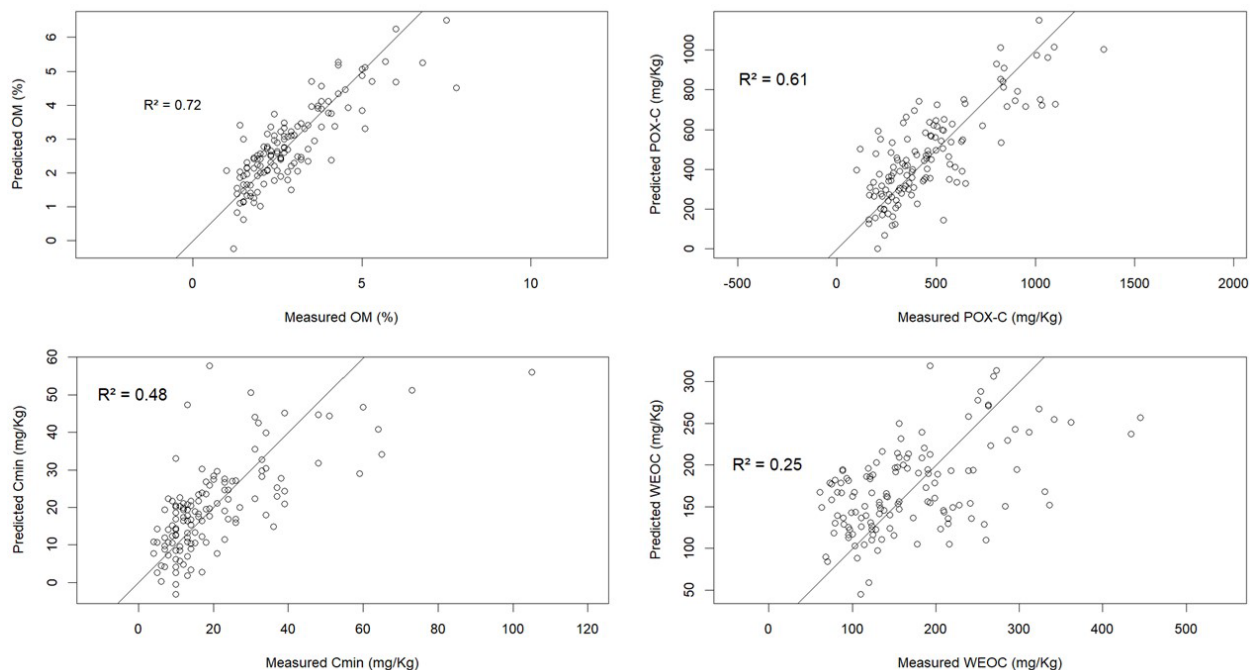 Predicted OM (%)
6
5
4
3
2
1
0
R² = 0.72
0 5 10
Measured OM (%)
Predicted POX-C (mg/Kg)
1000
800
600
400
200
0
R² = 0.61
-500 0 500 1000 1500 2000
Measured POX-C (mg/Kg)
Predicted Cmin (mg/Kg)
60
50
40
30
20
10
0
R² = 0.48
0 20 40 60 80 100 120
Measured Cmin (mg/Kg)
Predicted WEOC (mg/Kg)
300
250
200
150
100
50
R² = 0.25
0 100 200 300 400 500
Measured WEOC (mg/Kg)